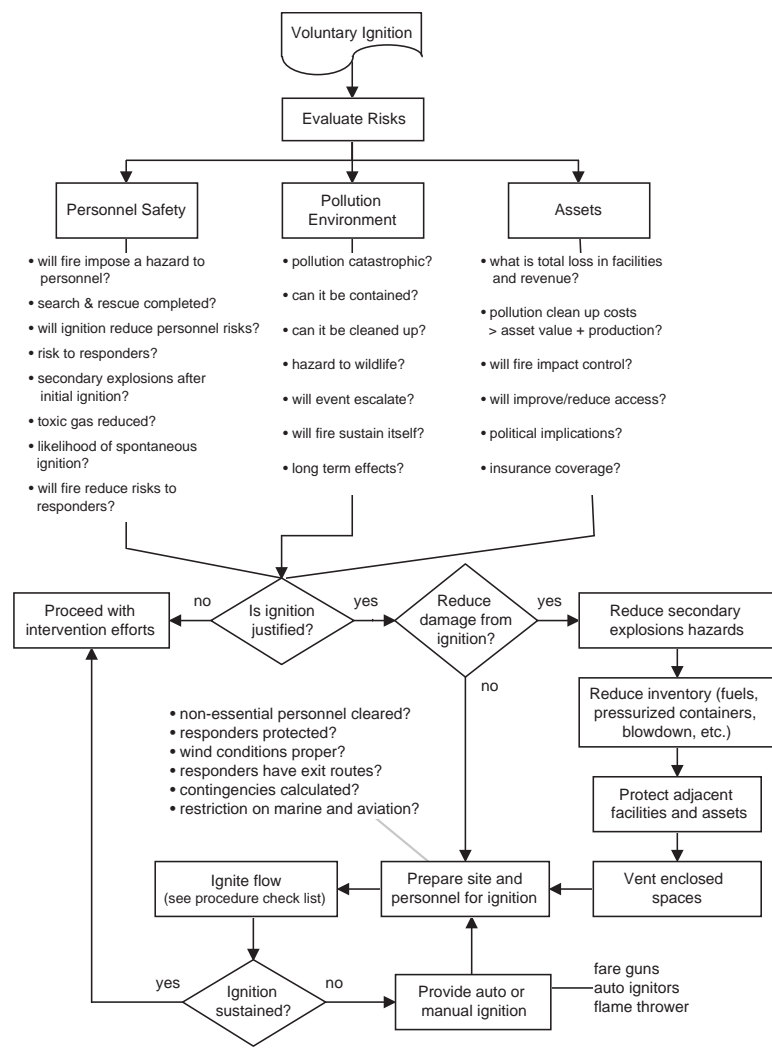 Voluntary Ignition
Evaluate Risks
Personnel Safety
• will fire impose a hazard to
personnel?
• search & rescue completed?
• will ignition reduce personnel risks?
• risk to responders?
• secondary explosions after
initial ignition?
• toxic gas reduced?
• likelihood of spontaneous
ignition?
• will fire reduce risks to
responders?
Pollution
Environment
• pollution catastrophic?
• can it be contained?
• can it be cleaned up?
• hazard to wildlife?
• will event escalate?
• will fire sustain itself?
• long term effects?
Assets
• what is total loss in facilities
and revenue?
• pollution clean up costs
> asset value + production?
• will fire impact control?
• will improve/reduce access?
• political implications?
• insurance coverage?
Proceed with
intervention efforts
no
Is ignition
justified?
yes
Reduce
damage from
ignition?
yes
no
Reduce secondary
explosions hazards
Reduce inventory (fuels,
pressurized containers,
blowdown, etc.)
Protect adjacent
facilities and assets
Vent enclosed
spaces
• non-essential personnel cleared?
• responders protected?
• wind conditions proper?
• responders have exit routes?
• contingencies calculated?
• restriction on marine and aviation?
Prepare site and
personnel for ignition
Ignite flow
(see procedure check list)
yes
Ignition
sustained?
no
Provide auto or
manual ignition
fare guns
auto ignitors
flame thrower